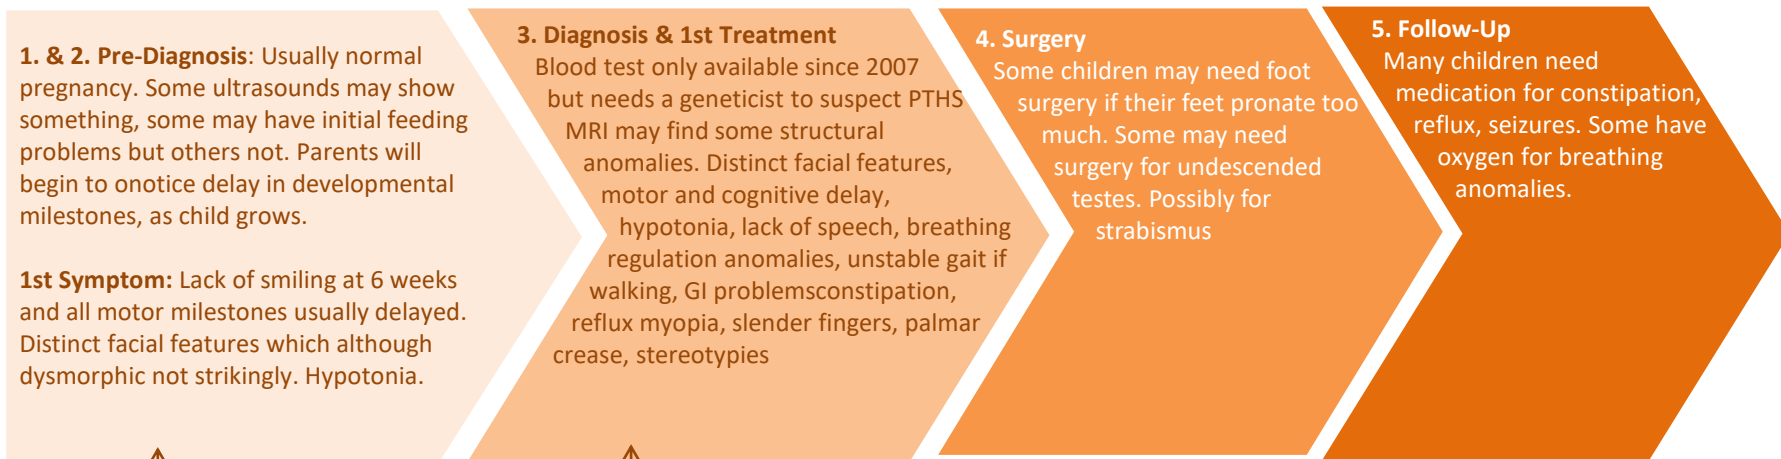 1. & 2. Pre-Diagnosis: Usually normal
pregnancy. Some ultrasounds may show
something, some may have initial feeding
problems but others not. Parents will
begin to onotice delay in developmental
milestones, as child grows.
1st Symptom: Lack of smiling at 6 weeks
and all motor milestones usually delayed.
Distinct facial features which although
dysmorphic not strikingly. Hypotonia.
3. Diagnosis & 1st Treatment
Blood test only available since 2007
but needs a geneticist to suspect PTHS
MRI may find some structural
anomalies. Distinct facial features,
motor and cognitive delay,
hypotonia, lack of speech, breathing
regulation anomalies, unstable gait if
walking, GI problemsconstipation,
reflux myopia, slender fingers, palmar
crease, stereotypies
4. Surgery
Some children may need foot
surgery if their feet pronate too
much. Some may need
surgery for undescended
testes. Possibly for
strabismus
5. Follow-Up
Many children need
medication for constipation,
reflux, seizures. Some have
oxygen for breathing
anomalies.